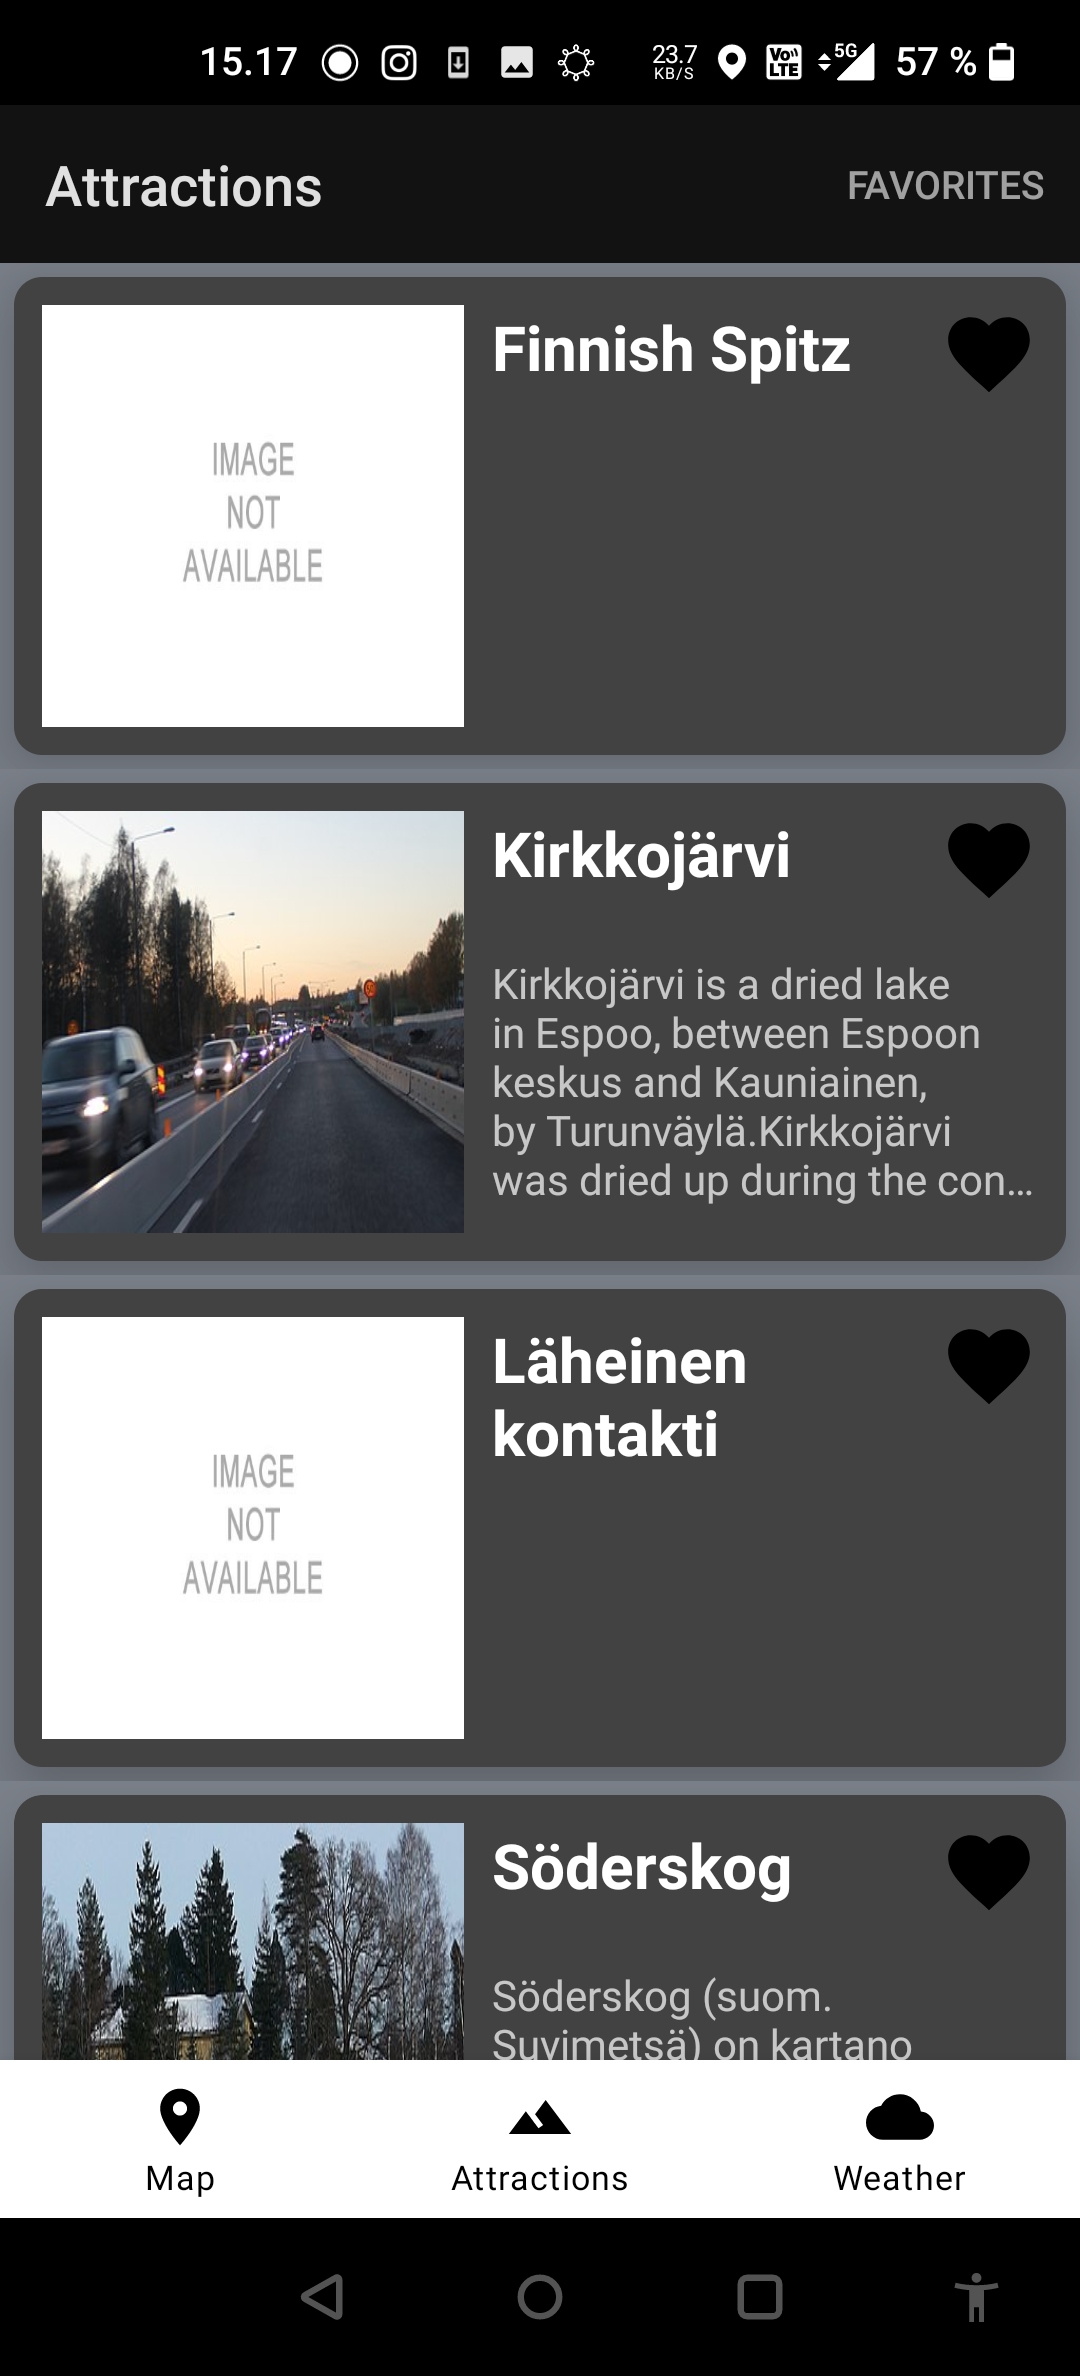 15.17 23.7 KB/S Vo)) LTE 5G 57 %
Attractions FAVORITES
IMAGE
NOT
AVAILABLE
Finnish Spitz
Kirkkojärvi
Kirkkojärvi is a dried lake
in Espoo, between Espoon
keskus and Kauniainen,
by Turunväylä.Kirkkojärvi
was dried up during the con...
IMAGE
NOT
AVAILABLE
Läheinen
kontakti
Söderskog
Söderskog (suom.
Suvimetsä) on kartano
Map Attractions Weather